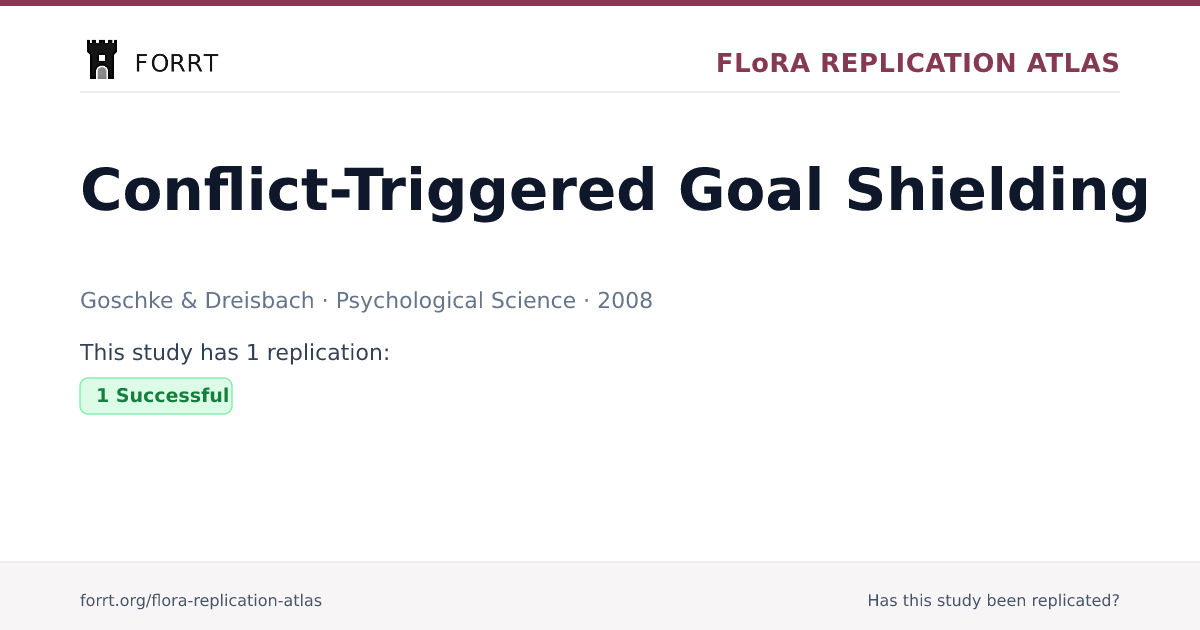 FORRT
FLoRA REPLICATION ATLAS
Conflict-Triggered Goal Shielding
Goschke & Dreisbach · Psychological Science · 2008
This study has 1 replication:
1 Successful
forrt.org/flora-replication-atlas
Has this study been replicated?